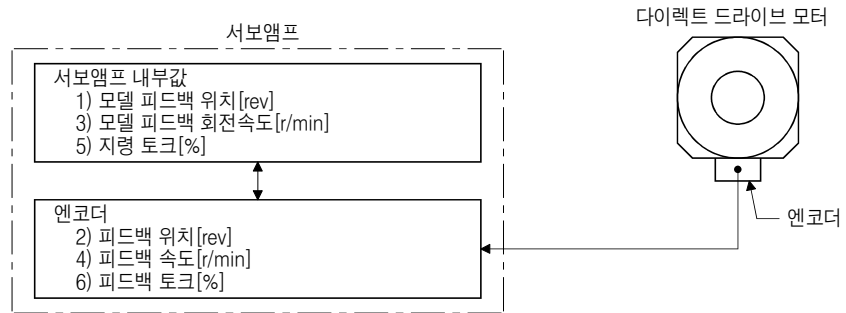 서보앰프
다이렉트 드라이브 모터
서보앰프 내부값
1) 모델 피드백 위치[rev]
3) 모델 피드백 회전속도[r/min]
5) 지령 토크[%]
엔코더
2) 피드백 위치[rev]
4) 피드백 속도[r/min]
6) 피드백 토크[%]
엔코더